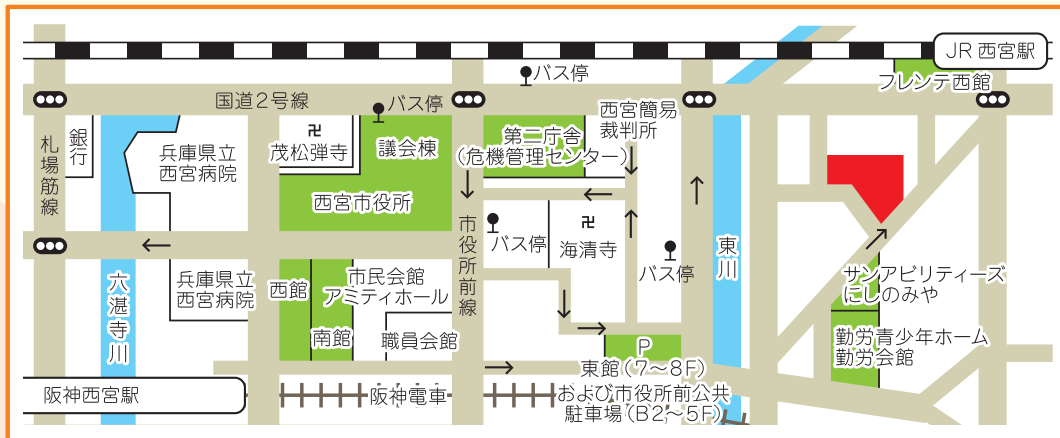 JR西宮駅
バス停
フレンテ西館
国道2号線
バス停
西宮簡易
裁判所
札場筋線
銀行
兵庫県立
西宮病院
茂松禅寺
議会棟
第二庁舎
(危機管理センター)
西宮市役所
市役所前線
バス停
海清寺
バス停
東川
六湛寺川
兵庫県立
西宮病院
西館
南館
市民会館
アミティホール
職員会館
サンアビリティーズ
にしのみや
勤労青少年ホーム
勤労会館
P
東館(7〜8F)
および市役所前公共
駐車場(B2〜5F)
阪神西宮駅
阪神電車